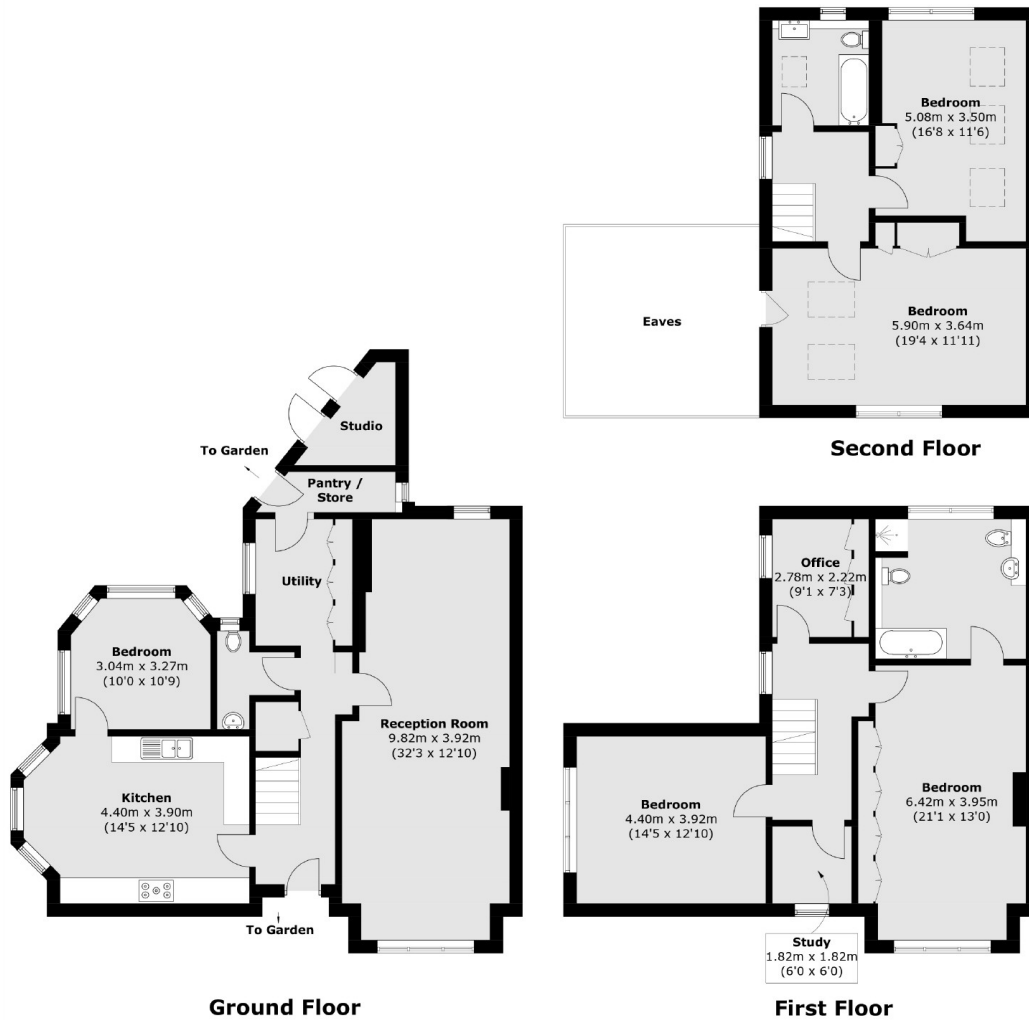 Bedroom
5.08m x 3.50m
(16'8 x 11'6)
Eaves
Bedroom
5.90m x 3.64m
(19'4 x 11'11)
Second Floor
Studio
To Garden
Pantry /
Store
Utility
Bedroom
3.04m x 3.27m
(10'0 x 10'9)
Reception Room
9.82m x 3.92m
(32'3 x 12'10)
Kitchen
4.40m x 3.90m
(14'5 x 12'10)
To Garden
Ground Floor
Office
2.78m x 2.22m
(9'1 x 7'3)
Bedroom
4.40m x 3.92m
(14'5 x 12'10)
Bedroom
6.42m x 3.95m
(21'1 x 13'0)
Study
1.82m x 1.82m
(6'0 x 6'0)
First Floor